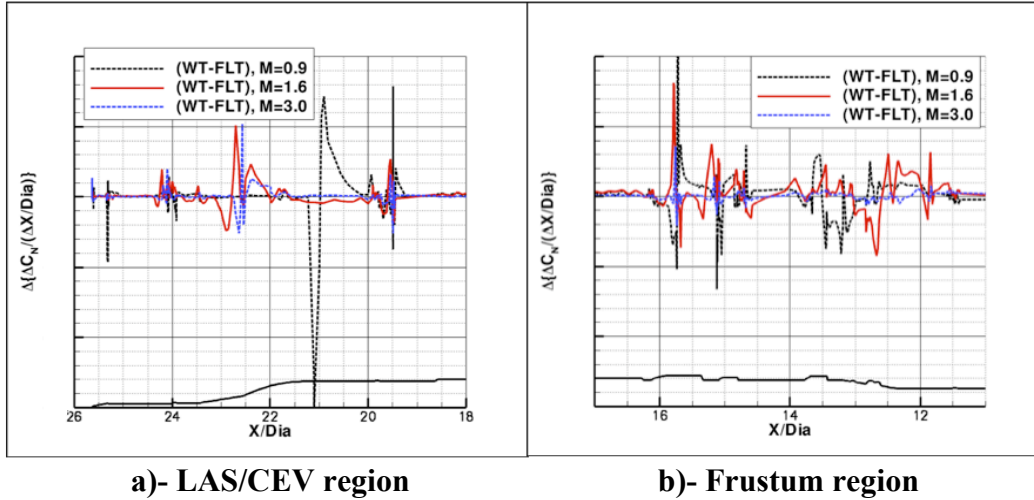 (WT-FLT), M=0.9
(WT-FLT), M=1.6
(WT-FLT), M=3.0
Δ{ΔC_N/(ΔX/Dia)}
26 24 22 20 18
X/Dia
a)- LAS/CEV region
(WT-FLT), M=0.9
(WT-FLT), M=1.6
(WT-FLT), M=3.0
Δ{ΔC_N/(ΔX/Dia)}
16 14 12
X/Dia
b)- Frustum region